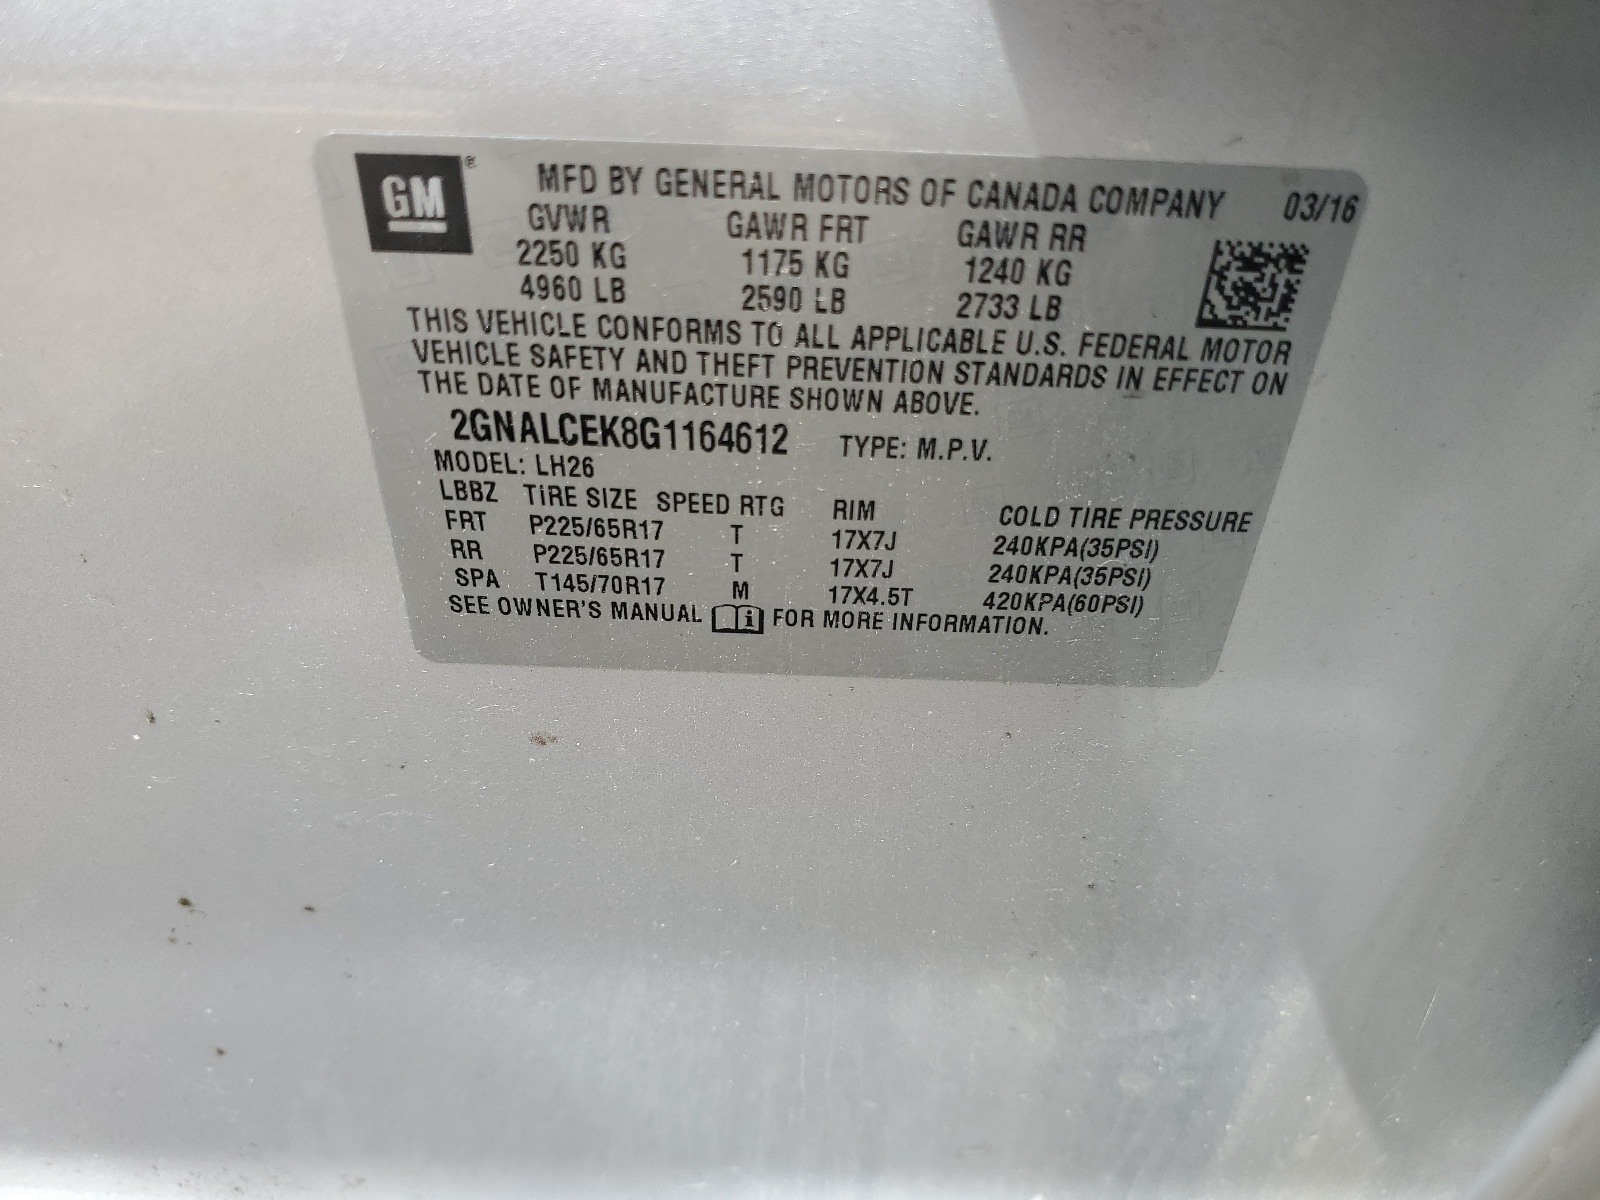 GM®
MFD BY GENERAL MOTORS OF CANADA COMPANY 03/16
GVWR GAWR FRT GAWR RR
2250 KG 1175 KG 1240 KG
4960 LB 2590 LB 2733 LB
THIS VEHICLE CONFORMS TO ALL APPLICABLE U.S. FEDERAL MOTOR
VEHICLE SAFETY AND THEFT PREVENTION STANDARDS IN EFFECT ON
THE DATE OF MANUFACTURE SHOWN ABOVE.
2GNALCEK8G1164612 TYPE: M.P.V.
MODEL: LH26
LBBZ TIRE SIZE SPEED RTG RIM COLD TIRE PRESSURE
FRT P225/65R17 T 17X7J 240KPA(35PSI)
RR P225/65R17 T 17X7J 240KPA(35PSI)
SPA T145/70R17 M 17X4.5T 420KPA(60PSI)
SEE OWNER'S MANUAL i FOR MORE INFORMATION.